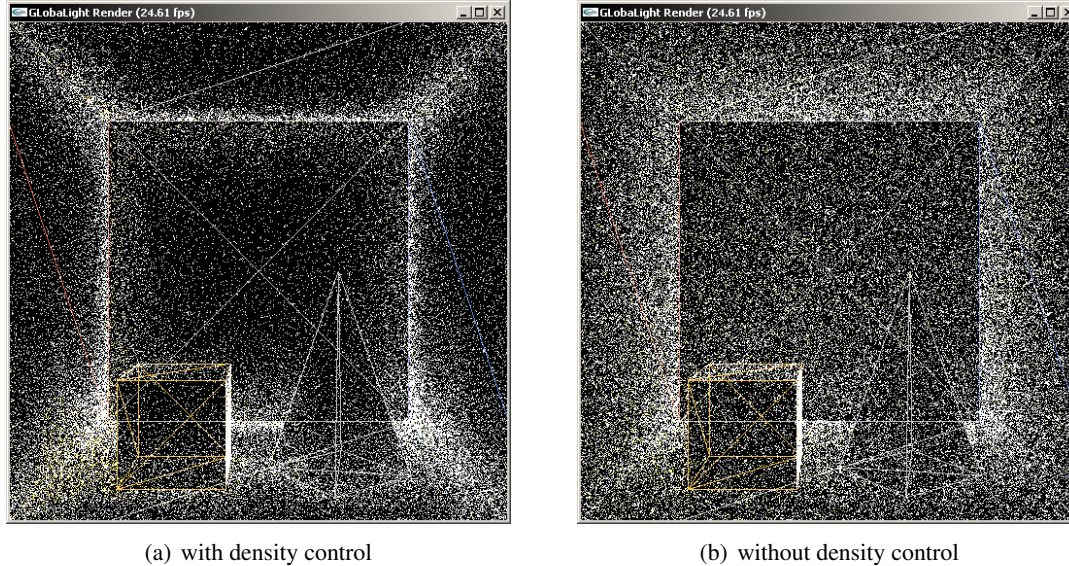 GLobaLight Render (24.61 fps)
GLobaLight Render (24.61 fps)
(a) with density control
(b) without density control